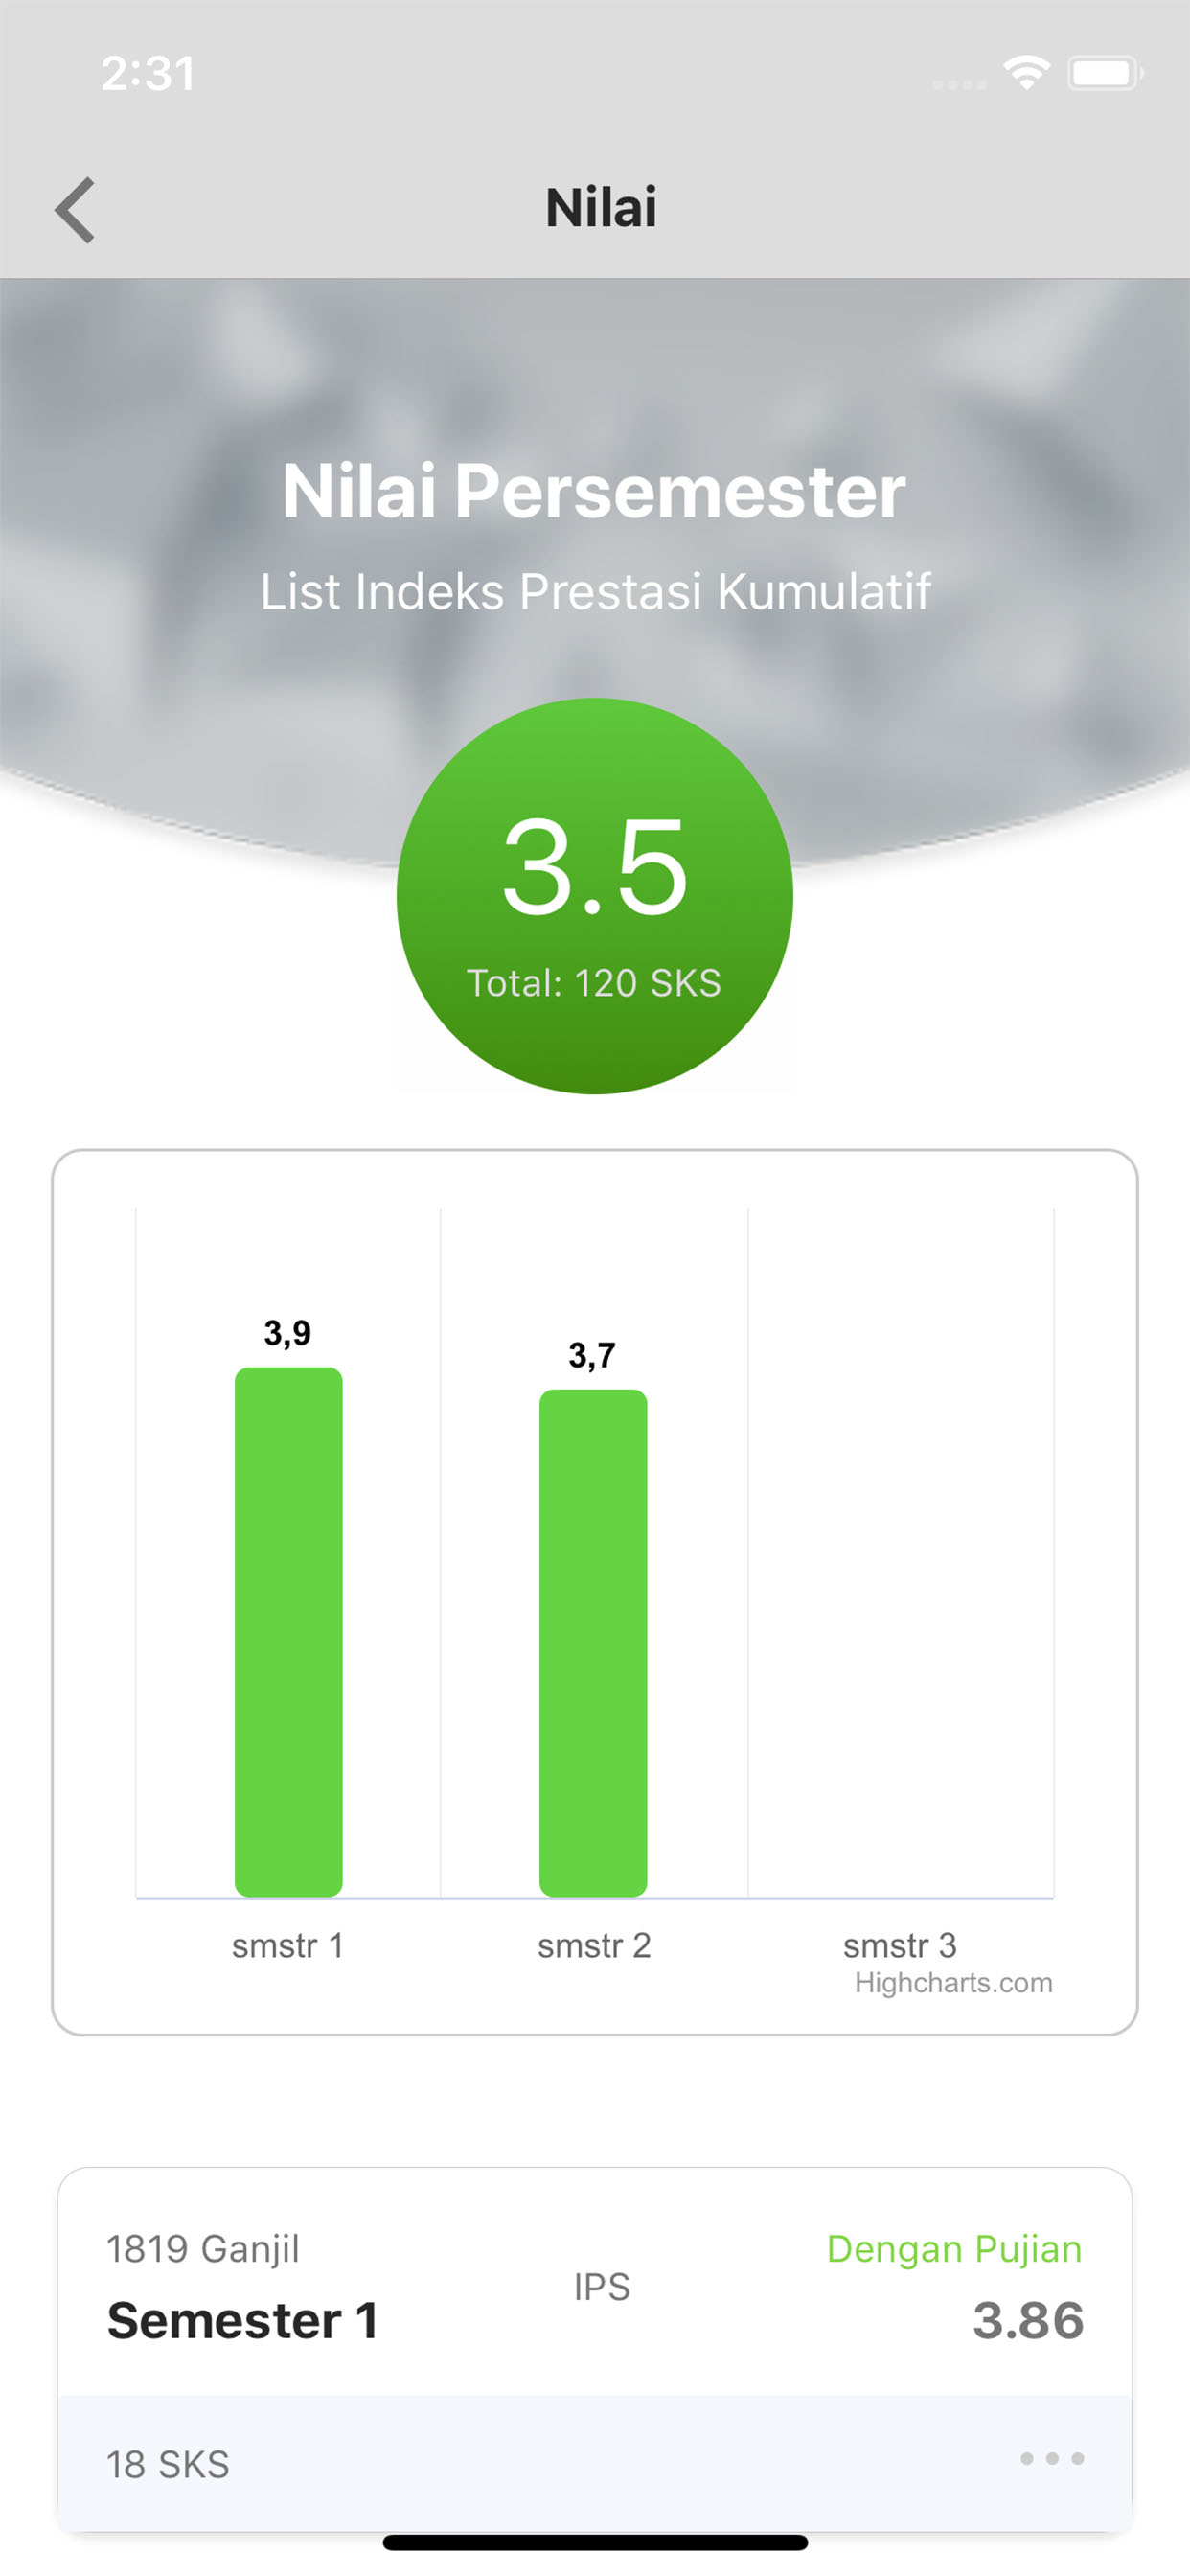 2:31
Nilai
Nilai Persemester
List Indeks Prestasi Kumulatif
3.5
Total: 120 SKS
3,9
3,7
smstr 1
smstr 2
smstr 3
Highcharts.com
1819 Ganjil
Dengan Pujian
IPS
Semester 1
3.86
18 SKS